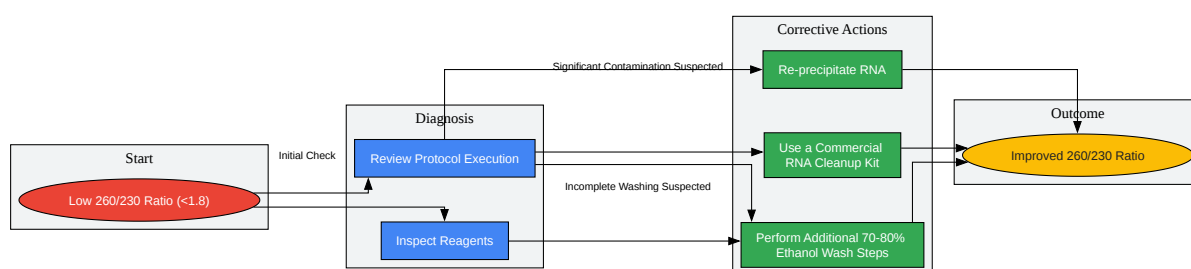 Corrective Actions
Significant Contamination Suspected
Re-precipitate RNA
Diagnosis
Outcome
Start
Initial Check
Review Protocol Execution
Use a Commercial
RNA Cleanup Kit
Improved 260/230 Ratio
Incomplete Washing Suspected
Low 260/230 Ratio (<1.8)
Inspect Reagents
Perform Additional 70-80%
Ethanol Wash Steps